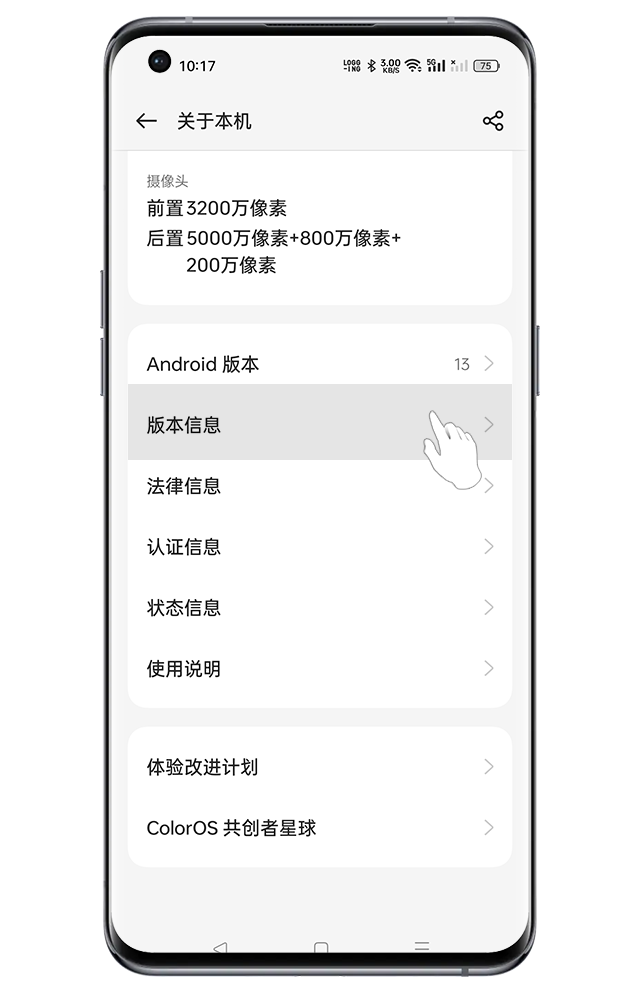 10:17
LOGG
-ING
3.00
KB/S
5G
75
关于本机
摄像头
前置3200万像素
后置5000万像素+800万像素+
200万像素
Android 版本
13
版本信息
法律信息
认证信息
状态信息
使用说明
体验改进计划
ColorOS 共创者星球